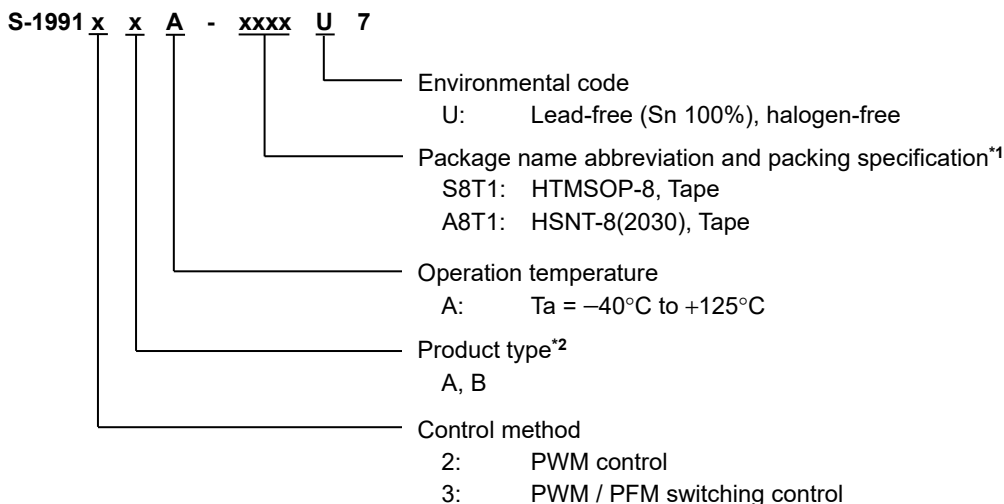 S-1991 x x A - xxxx U 7
Environmental code
U: Lead-free (Sn 100%), halogen-free
Package name abbreviation and packing specification*1
S8T1: HTMSOP-8, Tape
A8T1: HSNT-8(2030), Tape
Operation temperature
A: Ta = −40°C to +125°C
Product type*2
A, B
Control method
2: PWM control
3: PWM / PFM switching control